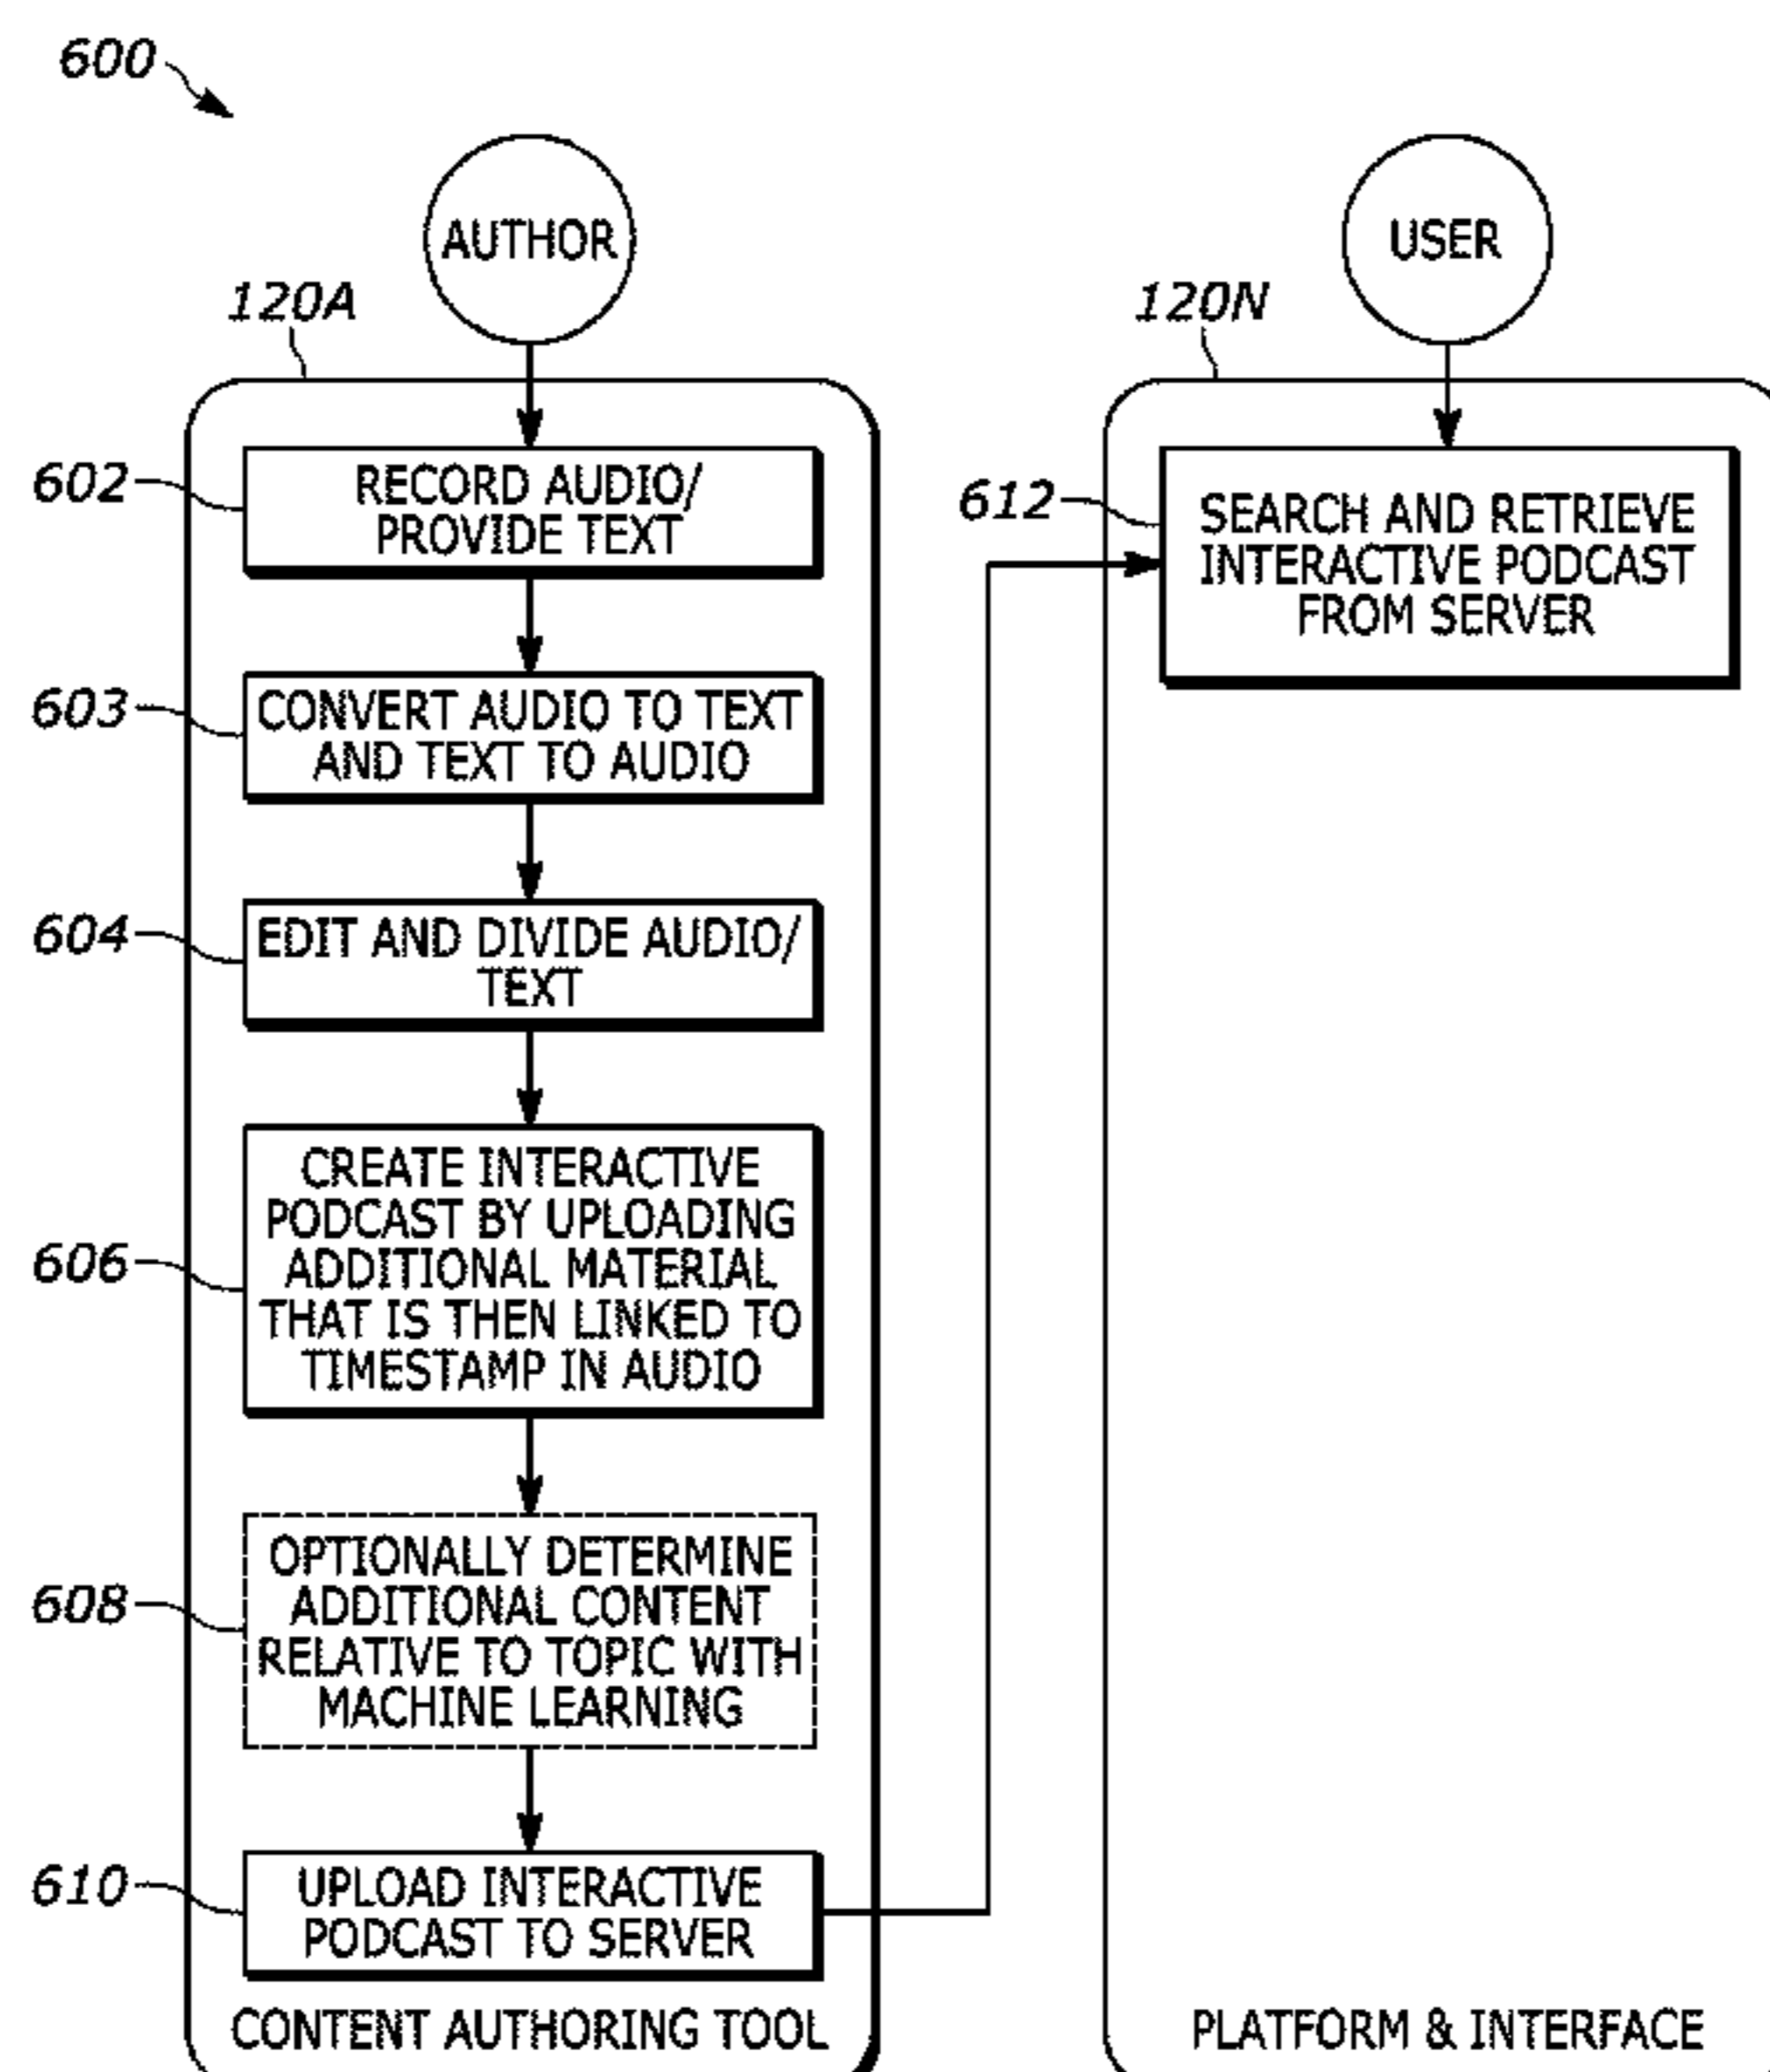 600
AUTHOR
120A
602
RECORD AUDIO/
PROVIDE TEXT
603
CONVERT AUDIO TO TEXT
AND TEXT TO AUDIO
604
EDIT AND DIVIDE AUDIO/
TEXT
606
CREATE INTERACTIVE
PODCAST BY UPLOADING
ADDITIONAL MATERIAL
THAT IS THEN LINKED TO
TIMESTAMP IN AUDIO
608
OPTIONALLY DETERMINE
ADDITIONAL CONTENT
RELATIVE TO TOPIC WITH
MACHINE LEARNING
610
UPLOAD INTERACTIVE
PODCAST TO SERVER
CONTENT AUTHORING TOOL
USER
120N
612
SEARCH AND RETRIEVE
INTERACTIVE PODCAST
FROM SERVER
PLATFORM & INTERFACE